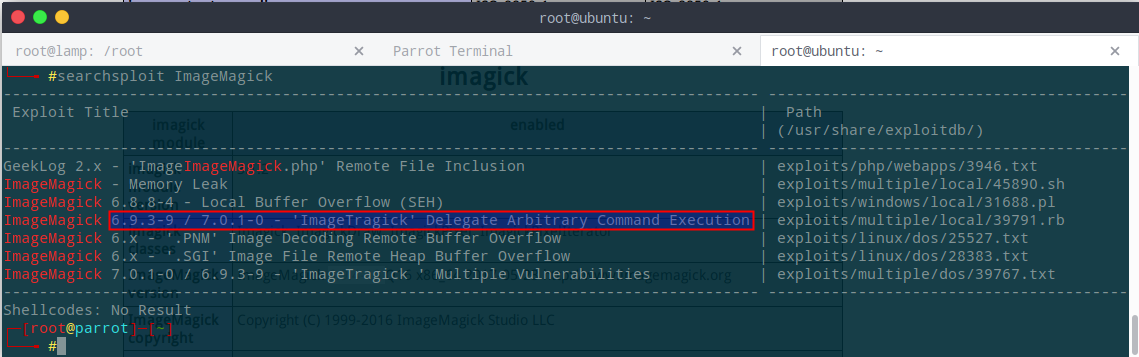 root@ubuntu: ~
root@lamp: /root × Parrot Terminal × root@ubuntu: ~ ×
#searchsploit ImageMagick
imagick
Exploit Title | Path
| (/usr/share/exploitdb/)
imagick module enabled
GeekLog 2.x - 'ImageImageMagick.php' Remote File Inclusion | exploits/php/webapps/3946.txt
ImageMagick - Memory Leak | exploits/multiple/local/45890.sh
ImageMagick 6.8.8-4 - Local Buffer Overflow (SEH) | exploits/windows/local/31688.pl
ImageMagick 6.9.3-9 / 7.0.1-0 - 'ImageTragick' Delegate Arbitrary Command Execution | exploits/multiple/local/39791.rb
ImageMagick 6.x - '.PNM' Image Decoding Remote Buffer Overflow | exploits/linux/dos/25527.txt
ImageMagick 6.x - '.SGI' Image File Remote Heap Buffer Overflow | exploits/linux/dos/28383.txt
ImageMagick 7.0.1-0 / 6.9.3-9 - 'ImageTragick ' Multiple Vulnerabilities | exploits/multiple/dos/39767.txt
version
Shellcodes: No Result
ImageMagick copyright Copyright (C) 1999-2016 ImageMagick Studio LLC
[root@parrot]-[~]
#